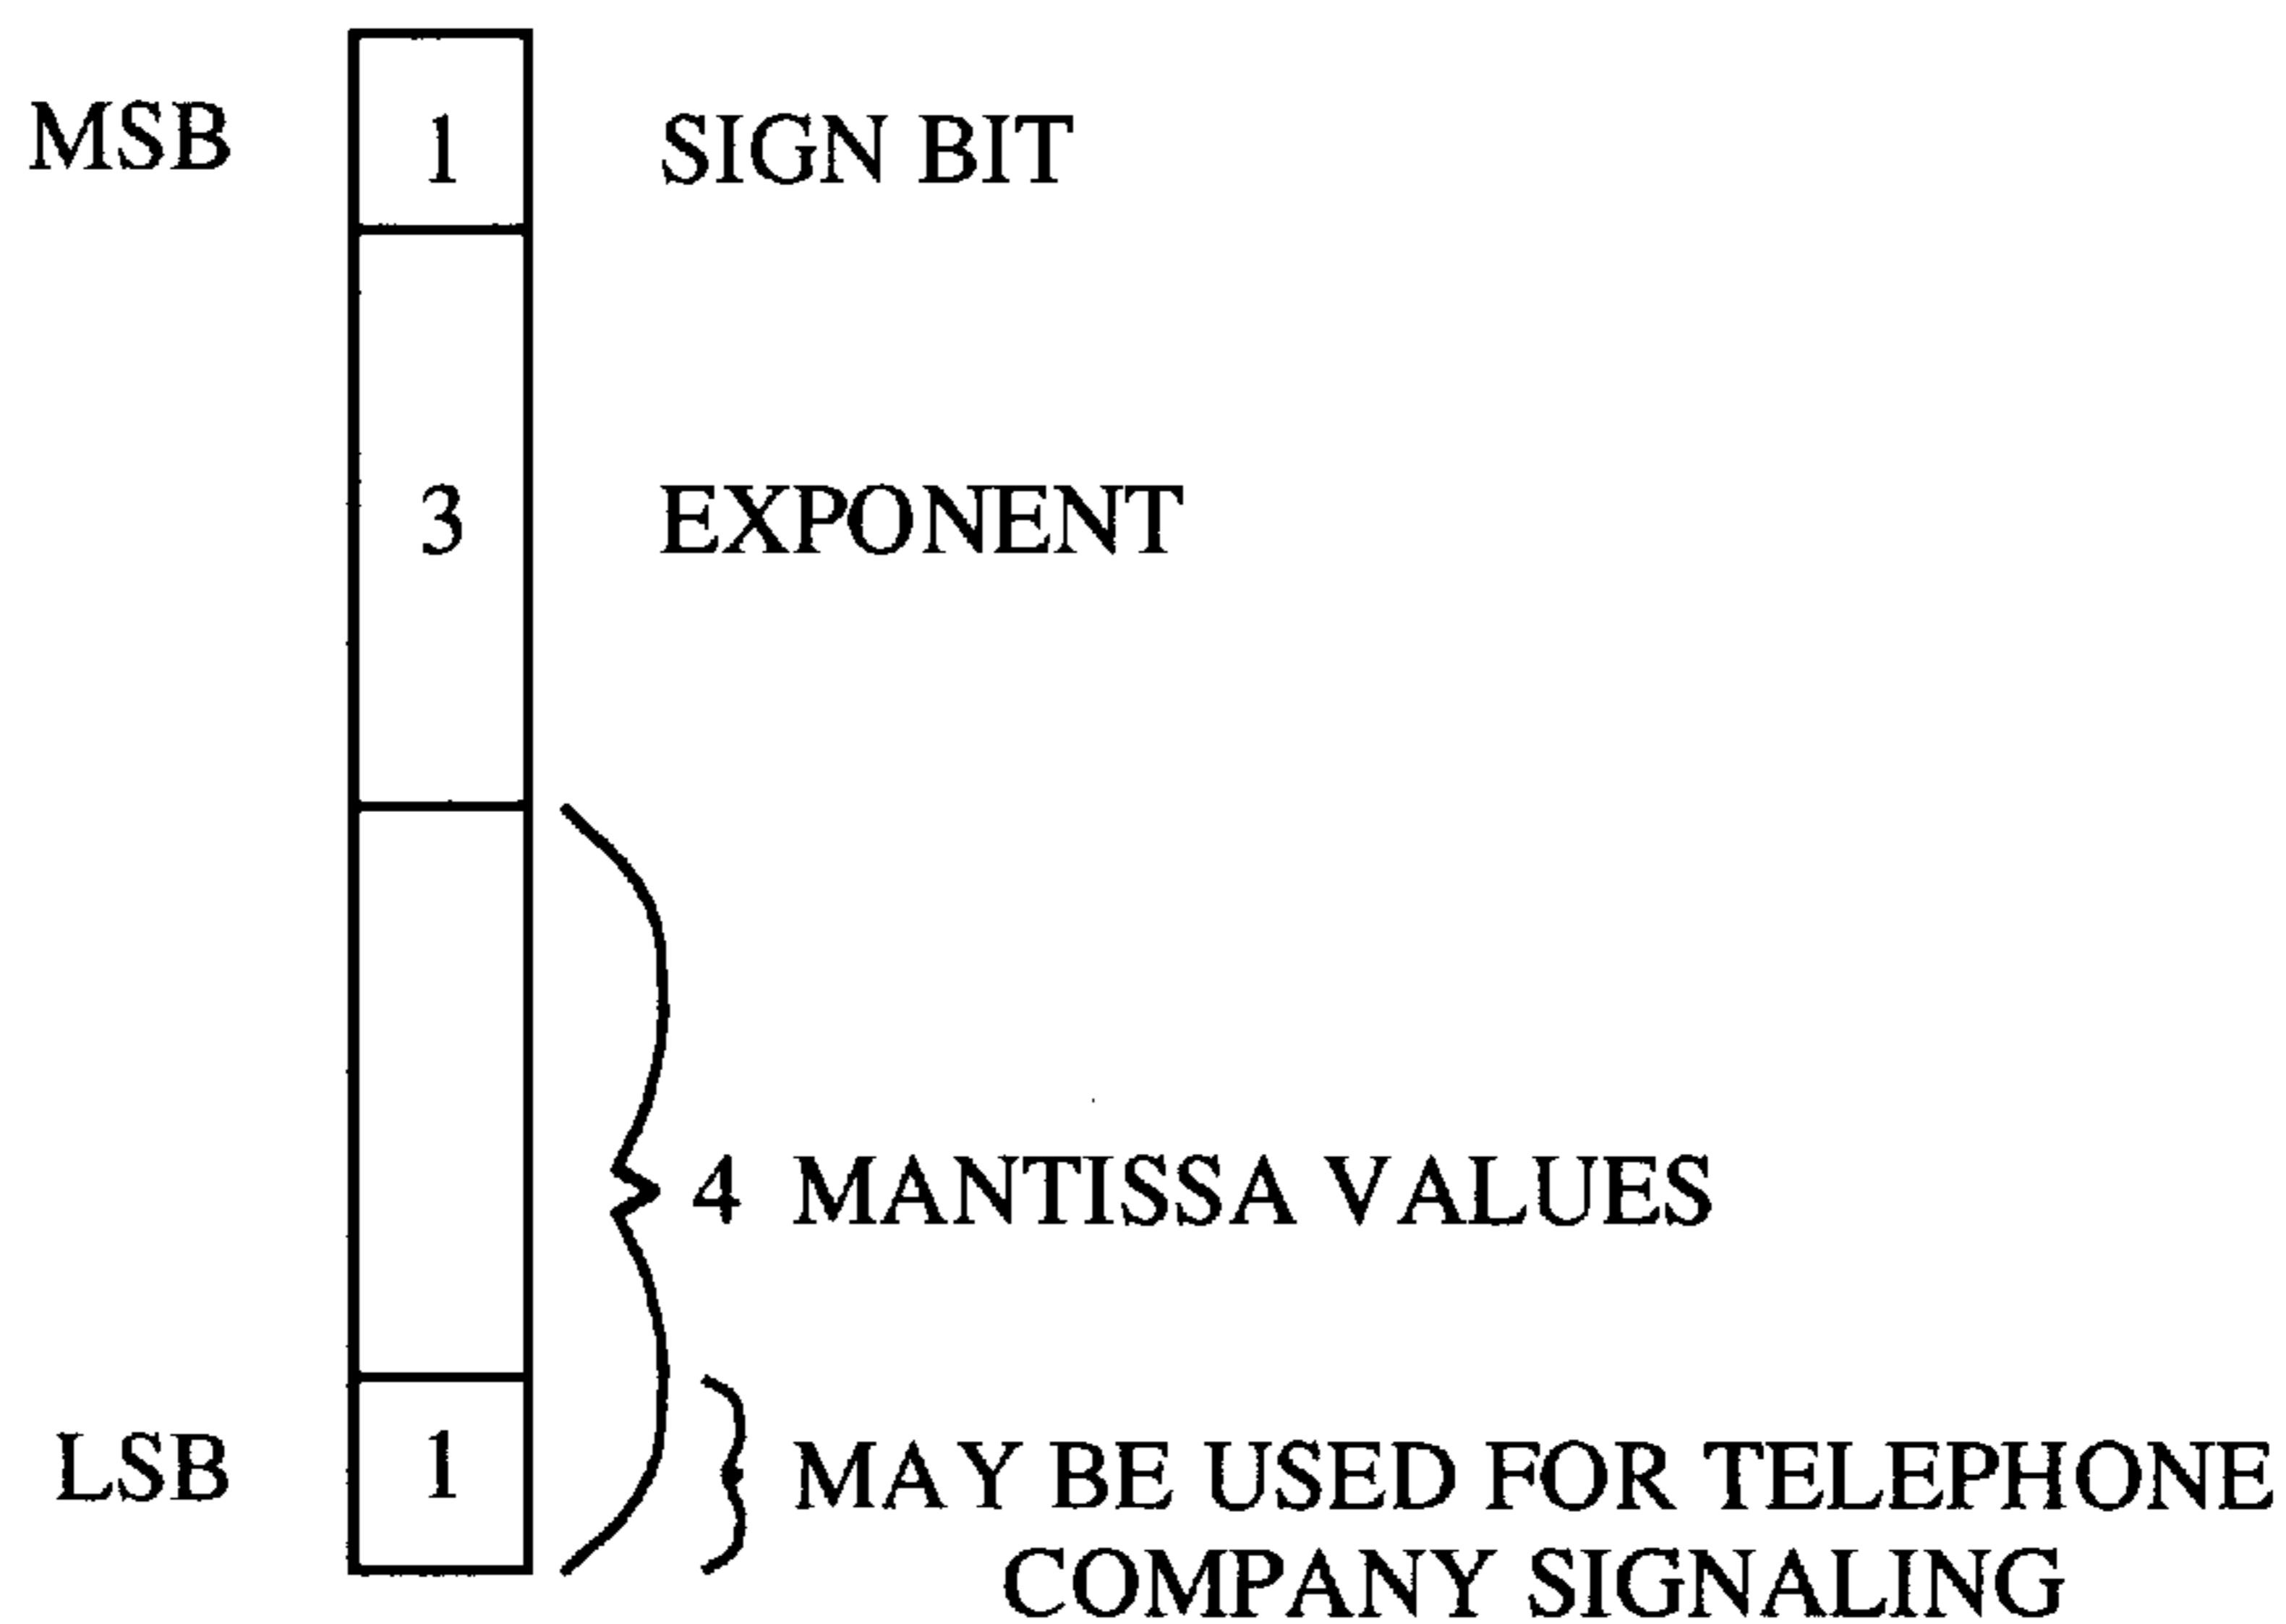 MSB 1 SIGN BIT
3 EXPONENT
4 MANTISSA VALUES
LSB 1 MAY BE USED FOR TELEPHONE
COMPANY SIGNALING